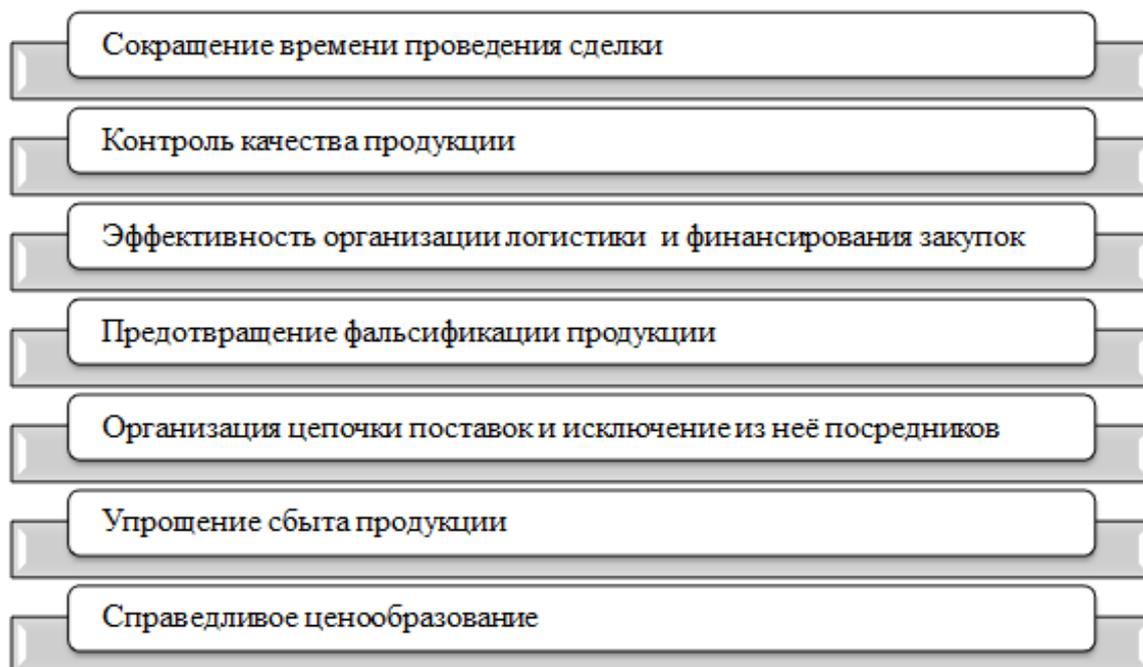 Сокращение времени проведения сделки
Контроль качества продукции
Эффективность организации логистики и финансирования закупок
Предотвращение фальсификации продукции
Организация цепочки поставок и исключение из неё посредников
Упрощение сбыта продукции
Справедливое ценообразование